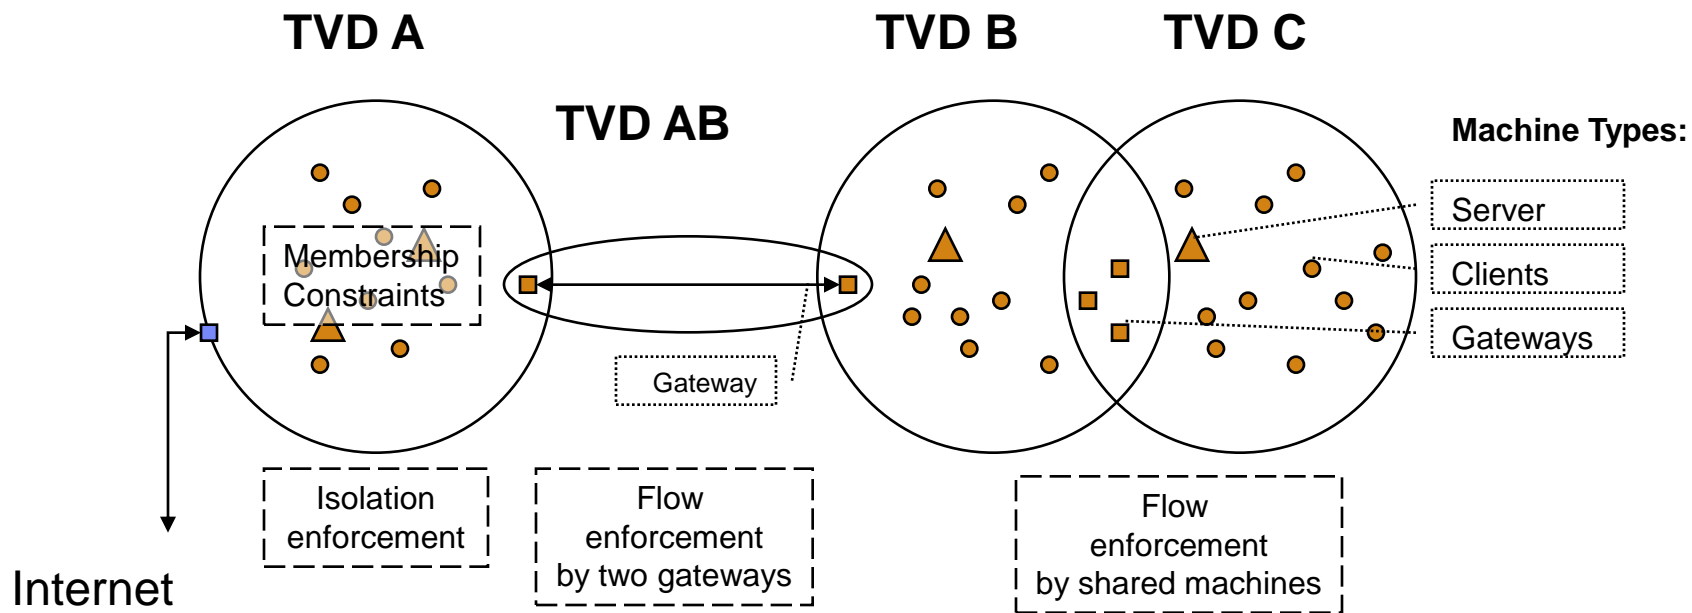 TVD A
TVD B
TVD C
TVD AB
Machine Types:
Server
Clients
Gateways
Membership
Constraints
Gateway
Isolation
enforcement
Flow
enforcement
by two gateways
Flow
enforcement
by shared machines
Internet